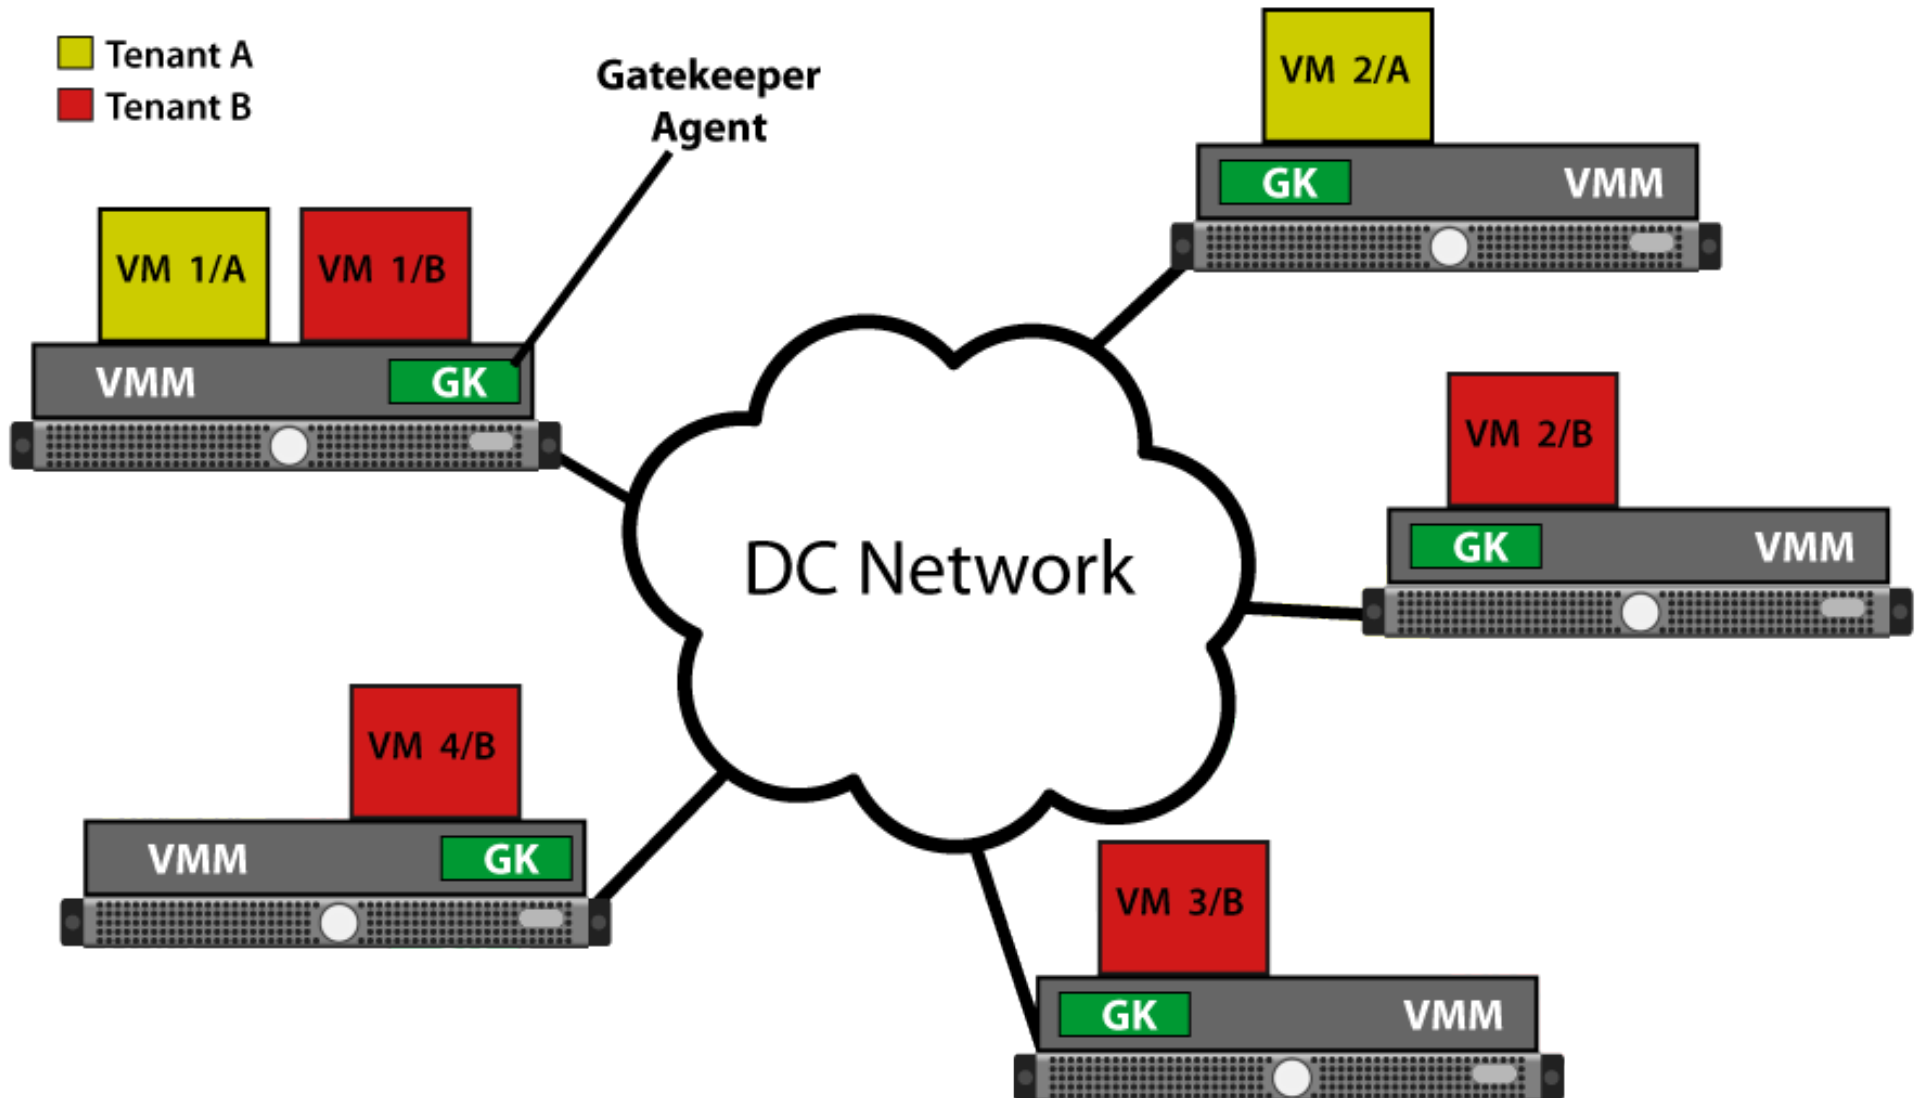 Tenant A
Tenant B
Gatekeeper
Agent
VM 1/A
VM 1/B
VMM
GK
VM 2/A
GK
VMM
DC Network
VM 2/B
GK
VMM
VM 4/B
VMM
GK
VM 3/B
GK
VMM